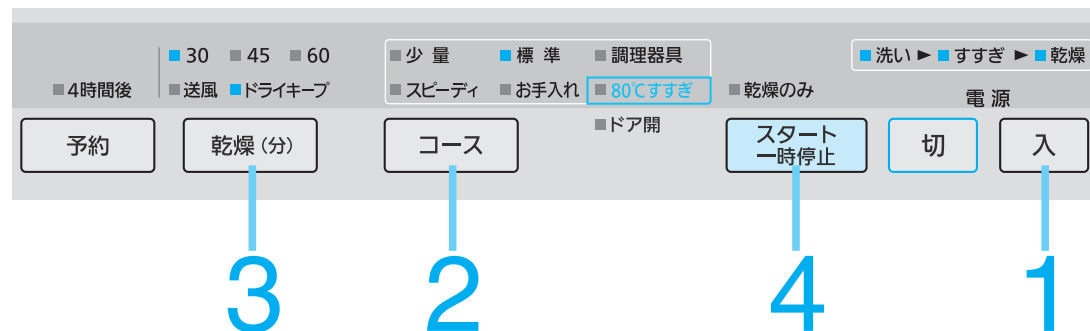 ■30 ■45 ■60
■少量 ■標準 ■調理器具
■洗い ► ■すすぎ ► ■乾燥
■4時間後
■送風 ■ドライキープ
■スピーディ ■お手入れ ■80℃すすぎ
■乾燥のみ
電源
■ドア開
予約
乾燥(分)
コース
スタート
一時停止
切
入
3
2
4
1